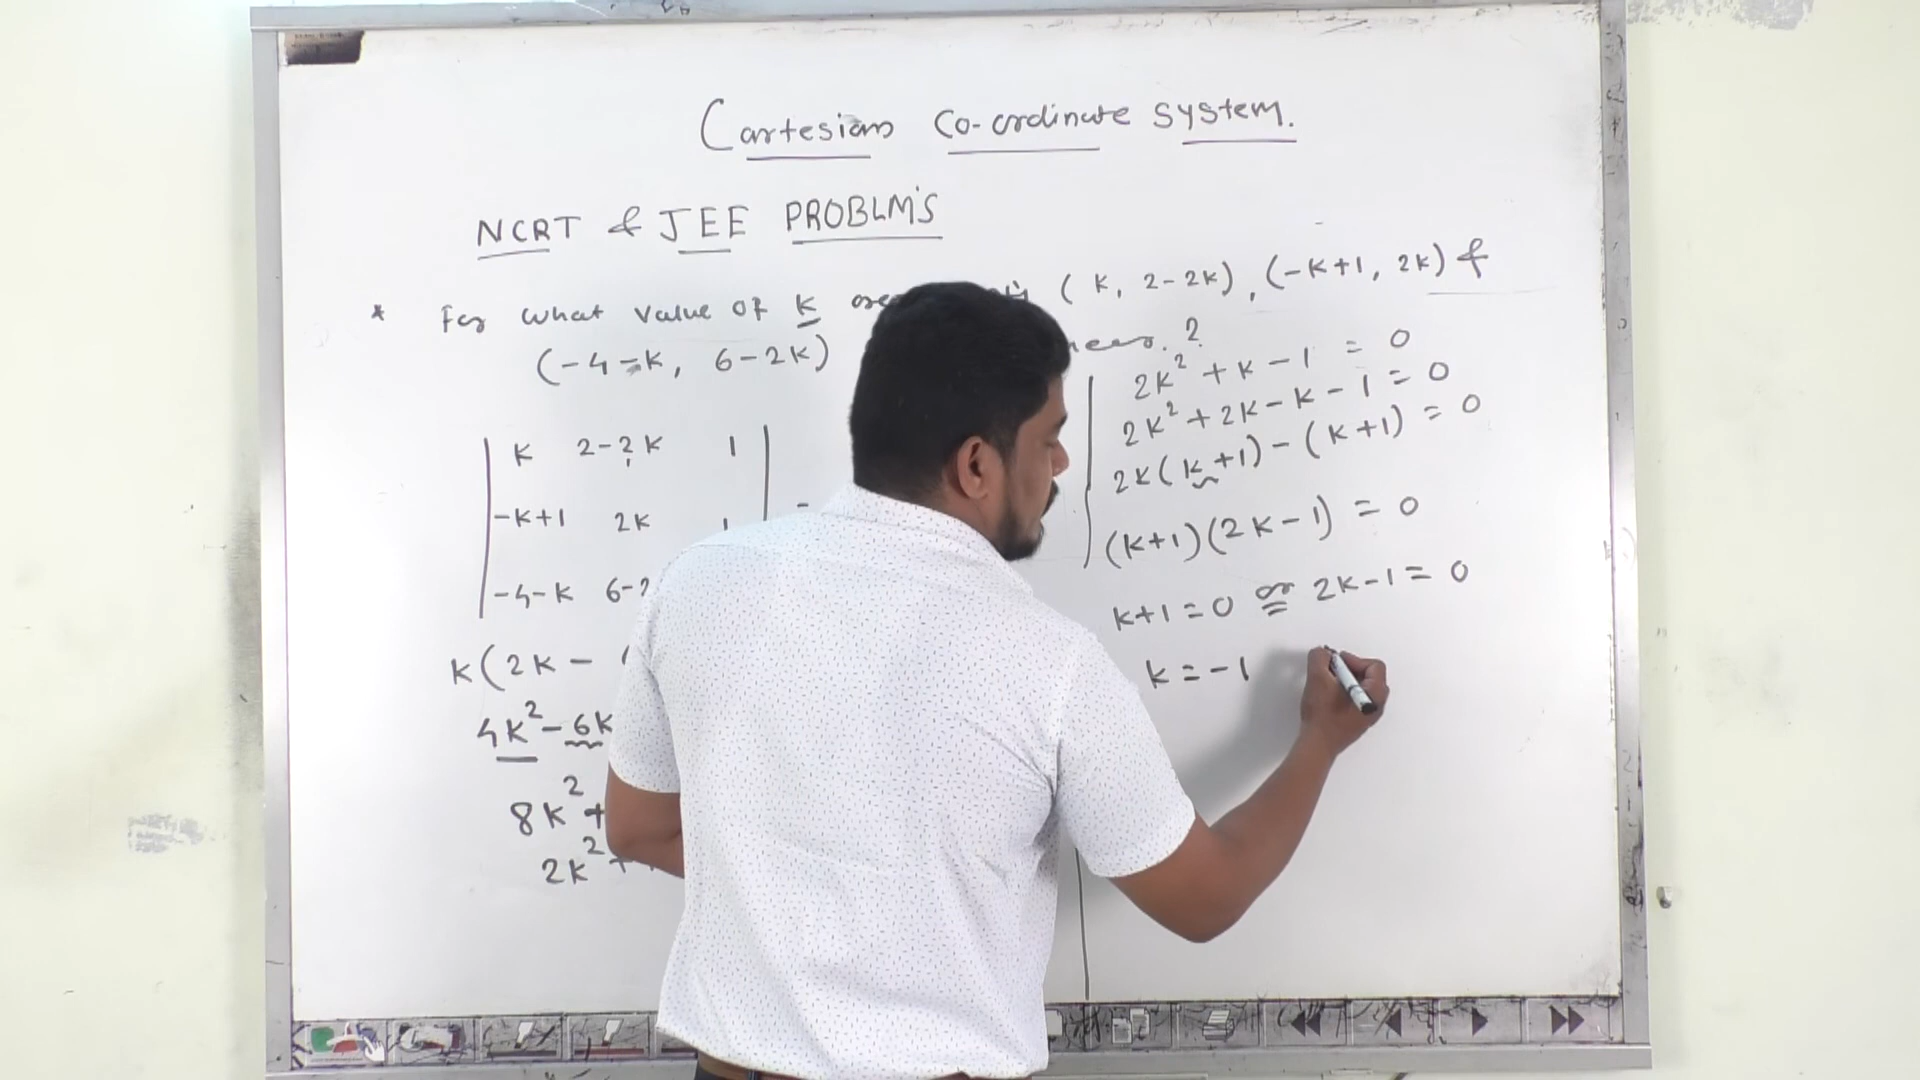 Cartesian Co-ordinate system.
NCRT & JEE PROBLM'S
* For what value of k are ( k, 2-2k), (-k+1, 2k) &
(-4-k, 6-2k) ?
k 2-2k 1
-k+1 2k 1
-4-k 6-2
k(2k -
4k² - 6k
8k² +
2k² +
2k² + k - 1 = 0
2k² + 2k - k - 1 = 0
2k(k+1) - (k+1) = 0
(k+1)(2k-1) = 0
k+1 = 0 or 2k-1 = 0
k = -1